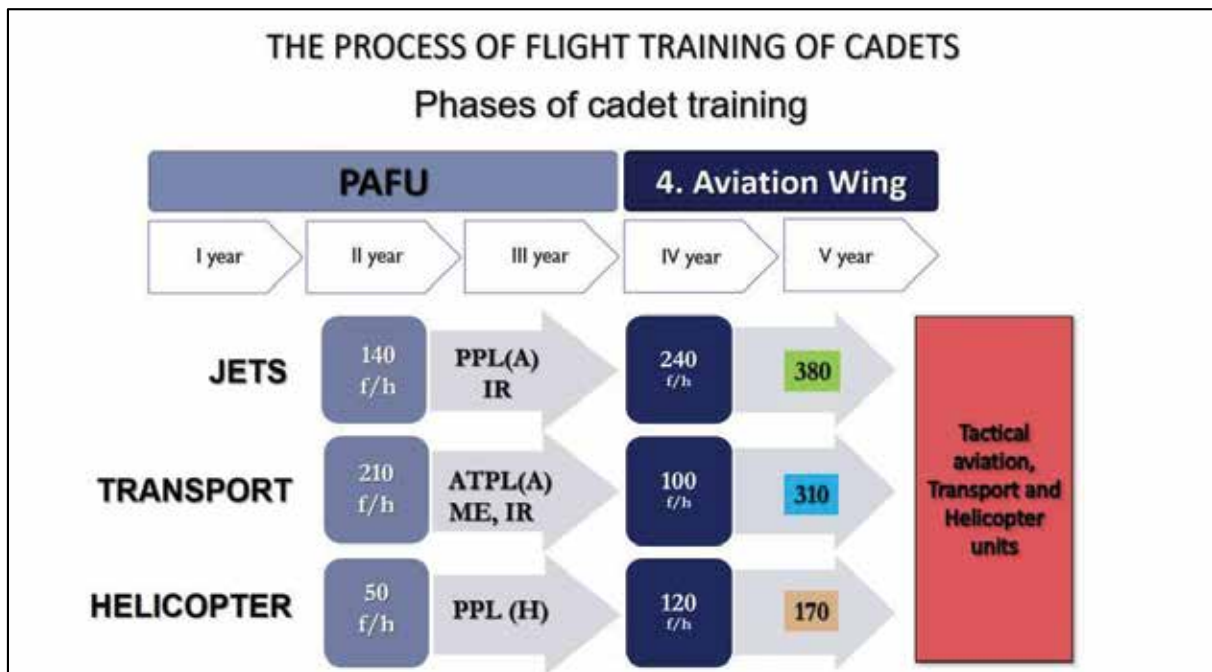 THE PROCESS OF FLIGHT TRAINING OF CADETS
Phases of cadet training
PAFU
4. Aviation Wing
I year
II year
III year
IV year
V year
JETS
140
f/h
PPL(A)
IR
240
f/h
380
TRANSPORT
210
f/h
ATPL(A)
ME, IR
100
f/h
310
HELICOPTER
50
f/h
PPL (H)
120
f/h
170
Tactical
aviation,
Transport and
Helicopter
units